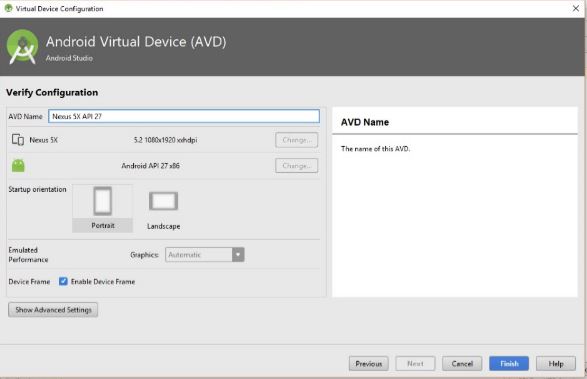 Virtual Device Configuration
Android Virtual Device (AVD)
Android Studio
Verify Configuration
AVD Name Nexus 5X API 27
Nexus 5X 5.2 1080x1920 xxhdpi Change...
Android API 27 x86 Change...
Startup orientation
Portrait Landscape
Emulated
Performance Graphics: Automatic
Device Frame Enable Device Frame
Show Advanced Settings
AVD Name
The name of this AVD.
Previous Next Cancel Finish Help